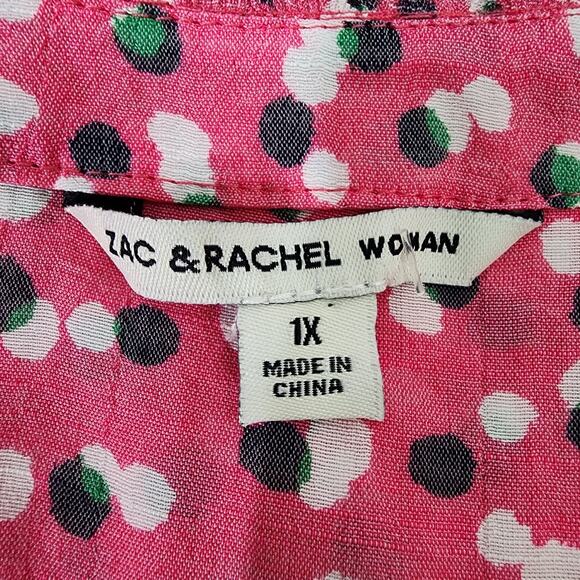 ZAC & RACHEL WOMAN
1X
MADE IN
CHINA